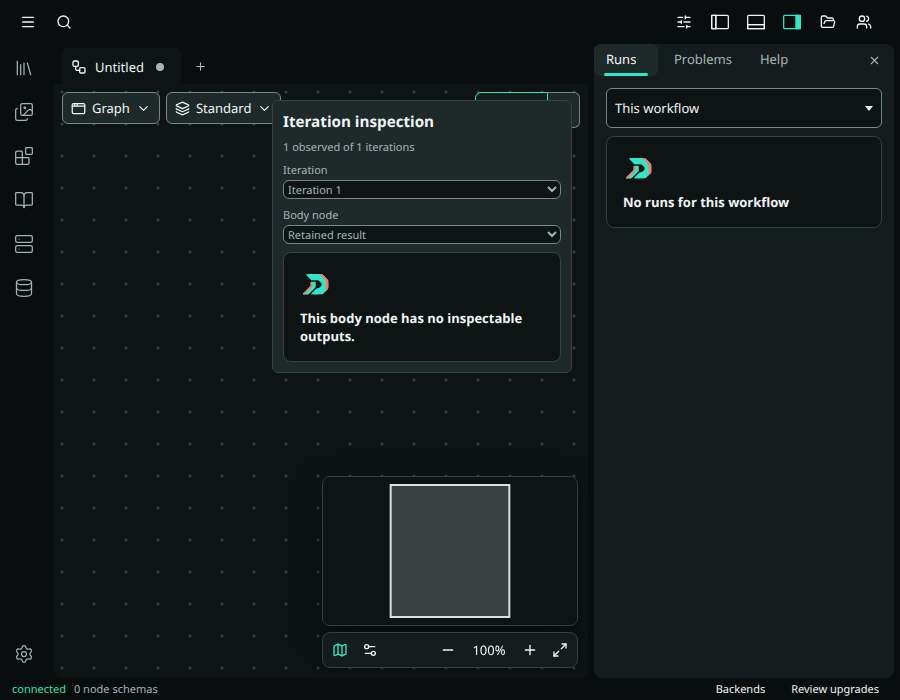 Untitled
Runs
Problems
Help
Graph
Standard
This workflow
Iteration inspection
1 observed of 1 iterations
Iteration
Iteration 1
Body node
Retained result
This body node has no inspectable
outputs.
No runs for this workflow
100%
connected
0 node schemas
Backends
Review upgrades